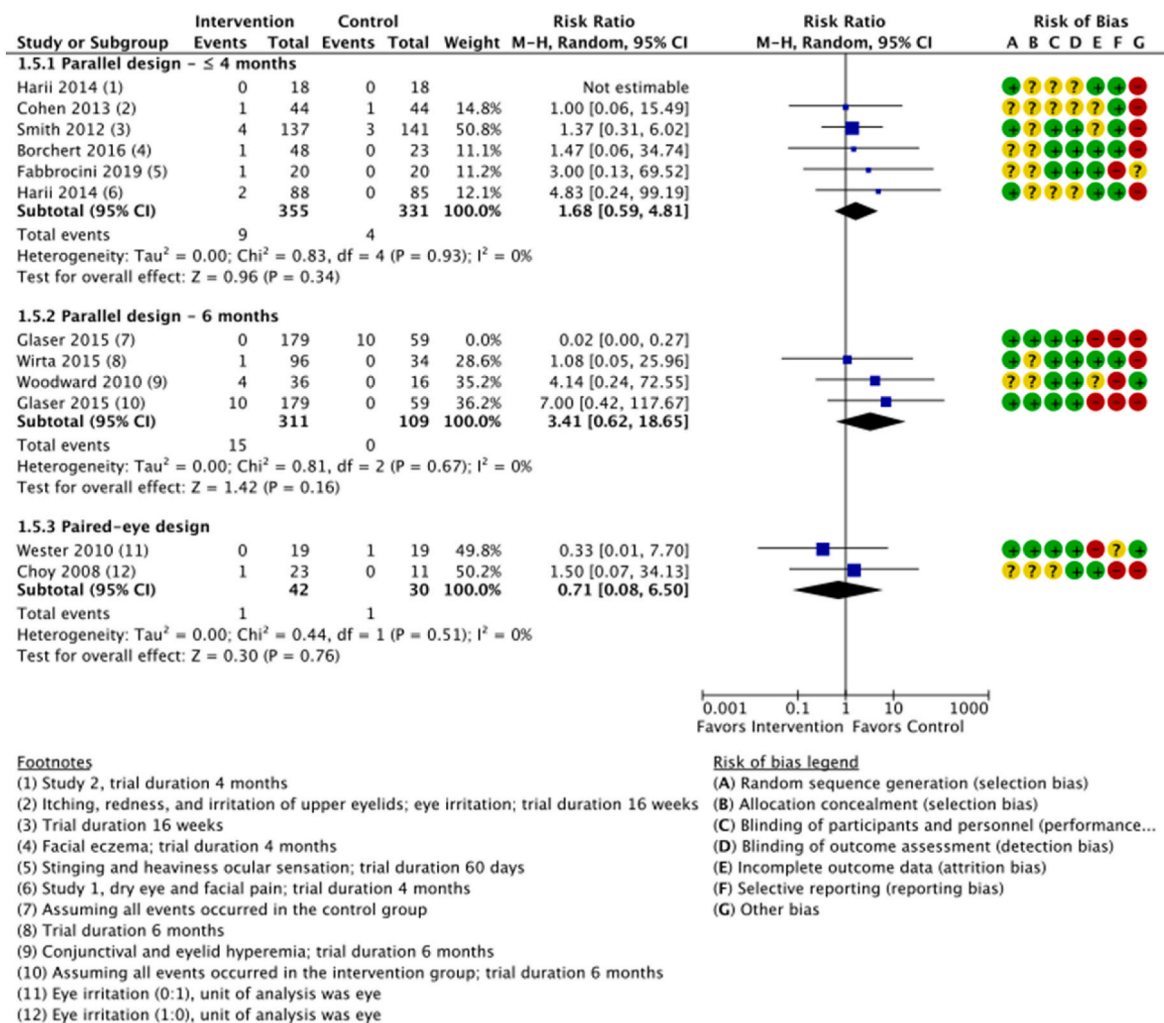 Intervention Control Risk Ratio Risk Ratio Risk of Bias
Study or Subgroup Events Total Events Total Weight M-H, Random, 95% CI M-H, Random, 95% CI A B C D E F G
1.5.1 Parallel design – ≤ 4 months
Harii 2014 (1) 0 18 0 18 Not estimable + ? ? ? + + -
Cohen 2013 (2) 1 44 1 44 14.8% 1.00 [0.06, 15.49] ? ? ? ? ? + -
Smith 2012 (3) 4 137 3 141 50.8% 1.37 [0.31, 6.02] + ? + + ? + -
Borchert 2016 (4) 1 48 0 23 11.1% 1.47 [0.06, 34.74] ? ? + + + + -
Fabbrocini 2019 (5) 1 20 0 20 11.2% 3.00 [0.13, 69.52] ? ? + + + - ?
Harii 2014 (6) 2 88 0 85 12.1% 4.83 [0.24, 99.19] + ? ? ? + + -
Subtotal (95% CI) 355 331 100.0% 1.68 [0.59, 4.81]
Total events 9 4
Heterogeneity: Tau² = 0.00; Chi² = 0.83, df = 4 (P = 0.93); I² = 0%
Test for overall effect: Z = 0.96 (P = 0.34)
1.5.2 Parallel design – 6 months
Glaser 2015 (7) 0 179 10 59 0.0% 0.02 [0.00, 0.27] + + + + - - -
Wirta 2015 (8) 1 96 0 34 28.6% 1.08 [0.05, 25.96] + ? + + + + -
Woodward 2010 (9) 4 36 0 16 35.2% 4.14 [0.24, 72.55] ? ? + + ? - +
Glaser 2015 (10) 10 179 0 59 36.2% 7.00 [0.42, 117.67] + + + + - - -
Subtotal (95% CI) 311 109 100.0% 3.41 [0.62, 18.65]
Total events 15 0
Heterogeneity: Tau² = 0.00; Chi² = 0.81, df = 2 (P = 0.67); I² = 0%
Test for overall effect: Z = 1.42 (P = 0.16)
1.5.3 Paired-eye design
Wester 2010 (11) 0 19 1 19 49.8% 0.33 [0.01, 7.70] + + + + - ? +
Choy 2008 (12) 1 23 0 11 50.2% 1.50 [0.07, 34.13] ? ? ? + + - -
Subtotal (95% CI) 42 30 100.0% 0.71 [0.08, 6.50]
Total events 1 1
Heterogeneity: Tau² = 0.00; Chi² = 0.44, df = 1 (P = 0.51); I² = 0%
Test for overall effect: Z = 0.30 (P = 0.76)
0.001 0.1 1 10 1000
Favors Intervention Favors Control
Footnotes
(1) Study 2, trial duration 4 months
(2) Itching, redness, and irritation of upper eyelids; eye irritation; trial duration 16 weeks
(3) Trial duration 16 weeks
(4) Facial eczema; trial duration 4 months
(5) Stinging and heaviness ocular sensation; trial duration 60 days
(6) Study 1, dry eye and facial pain; trial duration 4 months
(7) Assuming all events occurred in the control group
(8) Trial duration 6 months
(9) Conjunctival and eyelid hyperemia; trial duration 6 months
(10) Assuming all events occurred in the intervention group; trial duration 6 months
(11) Eye irritation (0:1), unit of analysis was eye
(12) Eye irritation (1:0), unit of analysis was eye
Risk of bias legend
(A) Random sequence generation (selection bias)
(B) Allocation concealment (selection bias)
(C) Blinding of participants and personnel (performance...
(D) Blinding of outcome assessment (detection bias)
(E) Incomplete outcome data (attrition bias)
(F) Selective reporting (reporting bias)
(G) Other bias